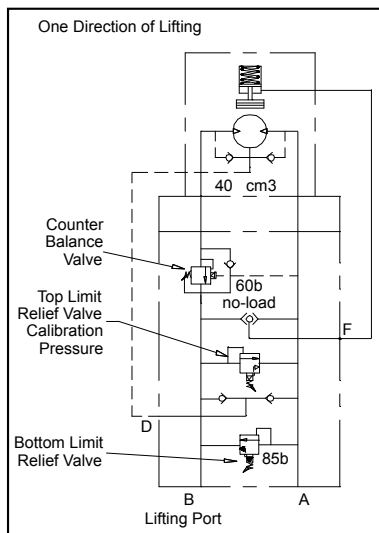 One Direction of Lifting
40 cm3
Counter
Balance
Valve
60b
no-load
Top Limit
Relief Valve
Calibration
Pressure
F
D
Bottom Limit
Relief Valve
85b
B
A
Lifting Port